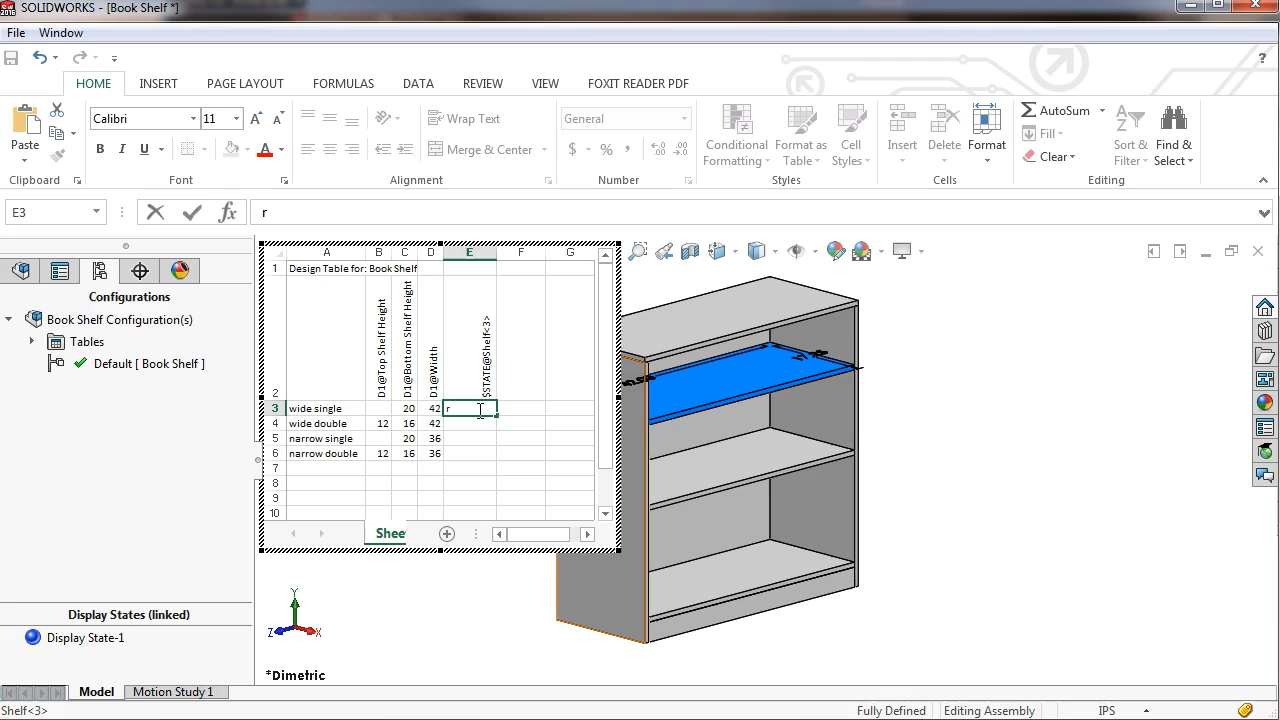 SOLIDWORKS - [Book Shelf *]
File Window
HOME INSERT PAGE LAYOUT FORMULAS DATA REVIEW VIEW FOXIT READER PDF
Paste
Clipboard
Calibri 11
B I U
Font
Wrap Text
Merge & Center
Alignment
General
$ % ,
Number
Conditional Formatting
Format as Table
Cell Styles
Styles
Insert Delete Format
Cells
AutoSum
Fill
Clear
Sort & Filter
Find & Select
Editing
E3 fx r
Configurations
Book Shelf Configuration(s)
Tables
Default [ Book Shelf ]
Display States (linked)
Display State-1
A B C D E F G
1 Design Table for: Book Shelf
2 D1@Top Shelf Height D1@Bottom Shelf Height D1@Width $STATE@Shelf<3>
3 wide single 20 42 r
4 wide double 12 16 42
5 narrow single 20 36
6 narrow double 12 16 36
7
8
9
10
Shee
Y
Z X
*Dimetric
Model Motion Study 1
Shelf<3> Fully Defined Editing Assembly IPS